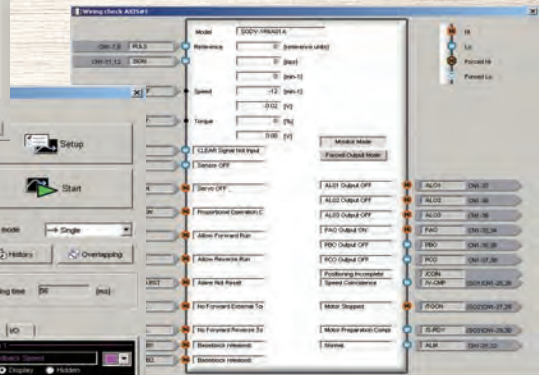 Wiring check AXIS#1
Model
SGDV-1R6A01A
CN1-7,8 PULS
Reference 0 [reference units]
CN1-11,12 SIGN
0
0 [min-1]
Speed -12 [min-1]
-0.02 [V]
Torque 0 [%]
0.00 [V]
CLEAR Signal Not Input
Sensor OFF
Servo OFF
Proportional Operation C
Allow Forward Run
Allow Reverse Run
Alarm Not Reset
No Forward External To
No Forward Reverse To
Baseblock (released)
Baseblock (released)
Monitor Mode
Forced Output Mode
ALO1 Output OFF ALO1 CN1-37
ALO2 Output OFF ALO2 CN1-38
ALO3 Output OFF ALO3 CN1-39
PAO Output ON PAO CN1-33,34
PBO Output OFF PBO CN1-35,36
PCO Output OFF PCO
Positioning Incomplete
Speed Coincidence
/COIN
/V-CMP
Motor Stopped /TGON
Motor Preparation Compl /S-RDY
Normal ALM CN1-31,32
Hi
Lo
Forced Hi
Forced Lo
Setup
Start
mode Single
History Overlapping
ing time 06 [ms]
I/O
edback Speed
Display Hidden